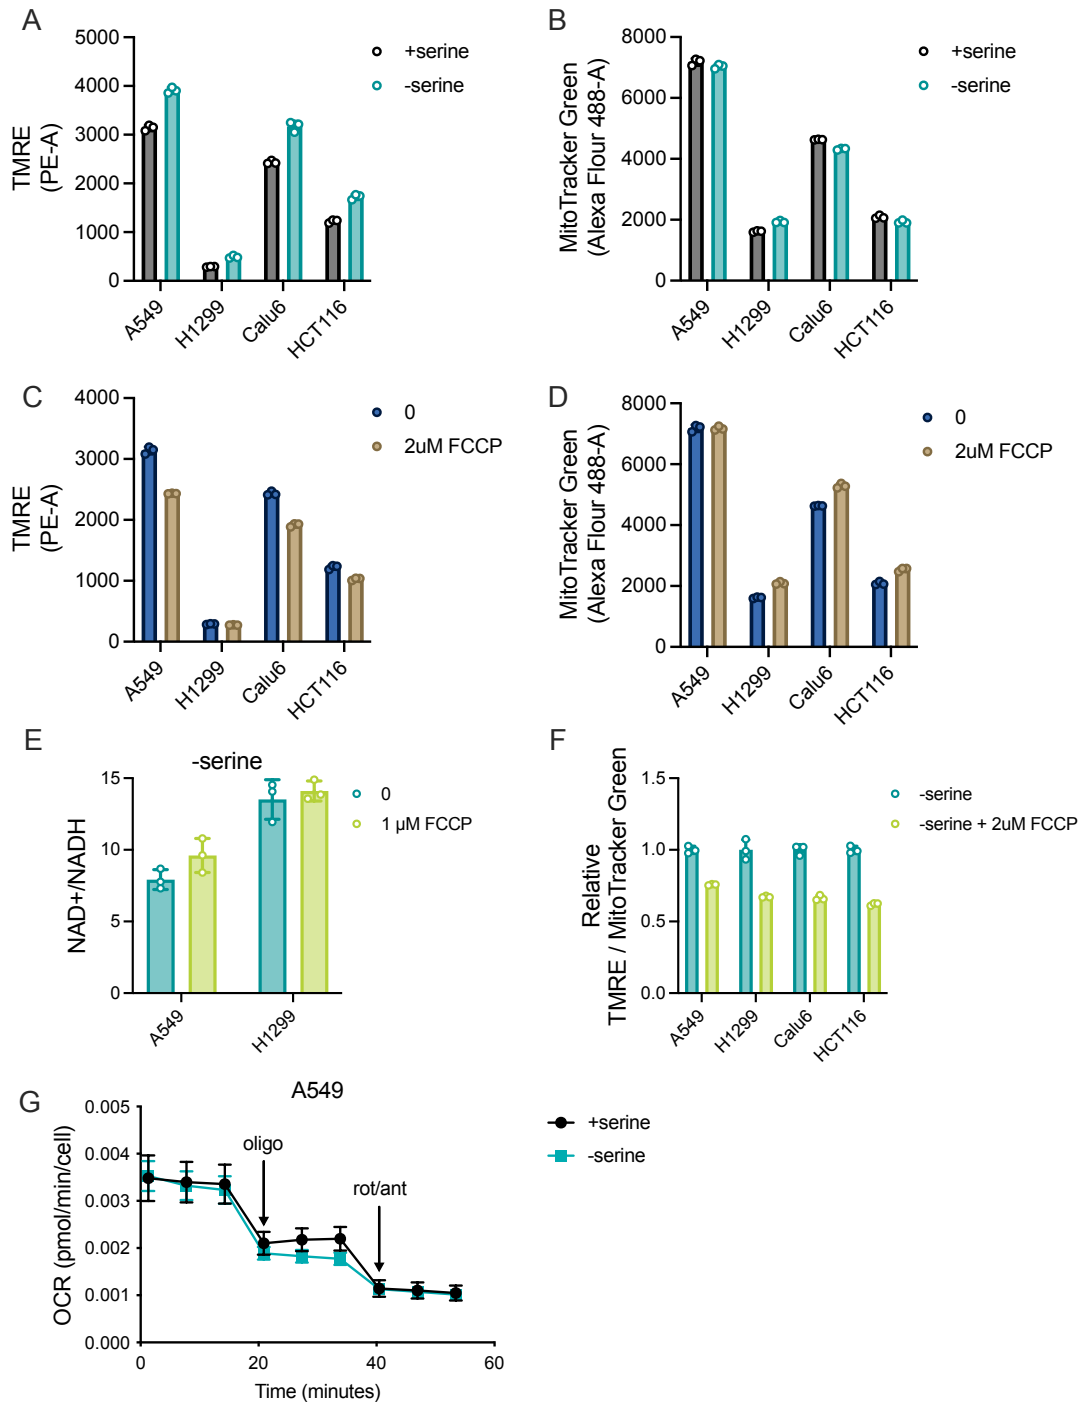 A
TMRE
(PE-A)
5000
4000
3000
2000
1000
0
A549
H1299
Calu6
HCT116
+serine
-serine
B
MitoTracker Green
(Alexa Flour 488-A)
8000
6000
4000
2000
0
A549
H1299
Calu6
HCT116
+serine
-serine
C
TMRE
(PE-A)
4000
3000
2000
1000
0
A549
H1299
Calu6
HCT116
0
2uM FCCP
D
MitoTracker Green
(Alexa Flour 488-A)
8000
6000
4000
2000
0
A549
H1299
Calu6
HCT116
0
2uM FCCP
E
-serine
NAD+/NADH
15
10
5
0
A549
H1299
0
1 µM FCCP
F
Relative
TMRE / MitoTracker Green
1.5
1.0
0.5
0.0
A549
H1299
Calu6
HCT116
-serine
-serine + 2uM FCCP
G
A549
OCR (pmol/min/cell)
0.005
0.004
0.003
0.002
0.001
0.000
oligo
rot/ant
0
20
40
60
Time (minutes)
+serine
-serine